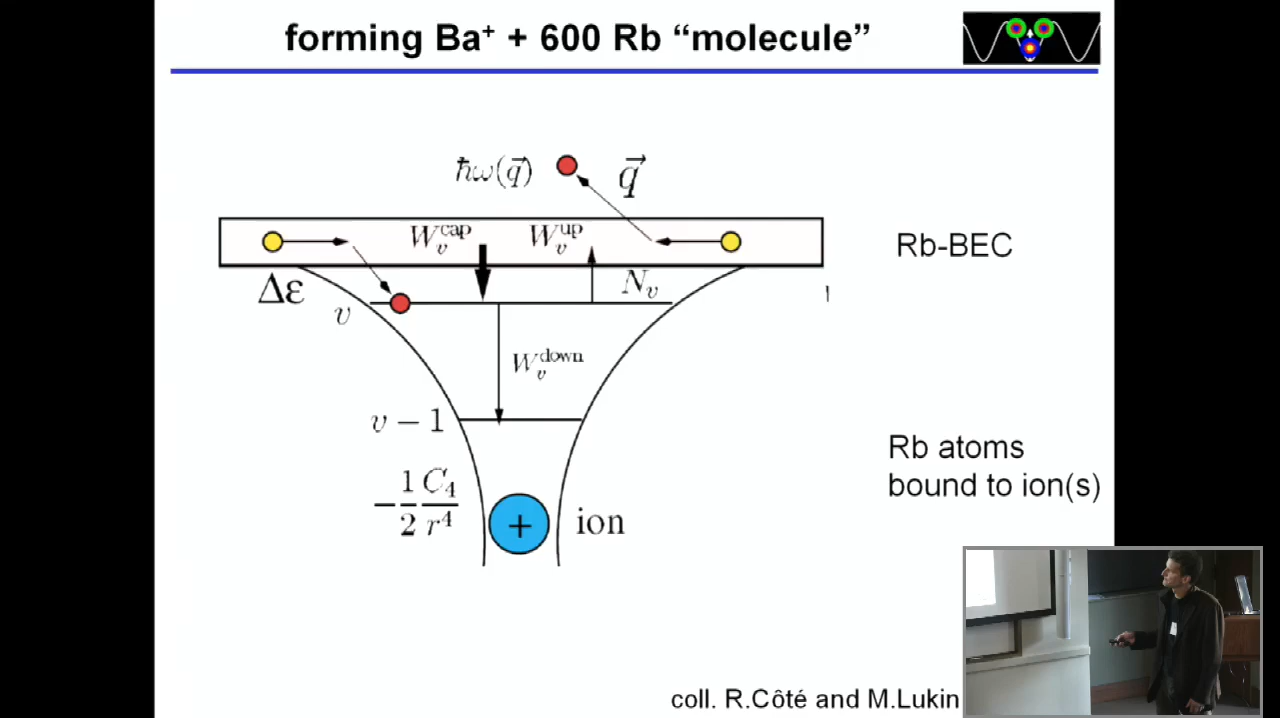 forming Ba⁺ + 600 Rb “molecule”
ħω(q⃗) q⃗
W_v^cap W_v^up
Rb-BEC
Δε
N_v
v
W_v^down
v − 1
Rb atoms
bound to ion(s)
−1/2 C₄/r⁴
+
ion
coll. R.Côté and M.Lukin